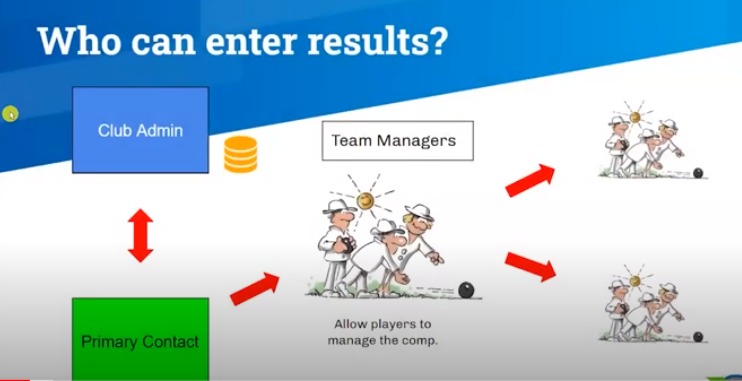 Who can enter results?
Club Admin
Team Managers
Allow players to
manage the comp.
Primary Contact